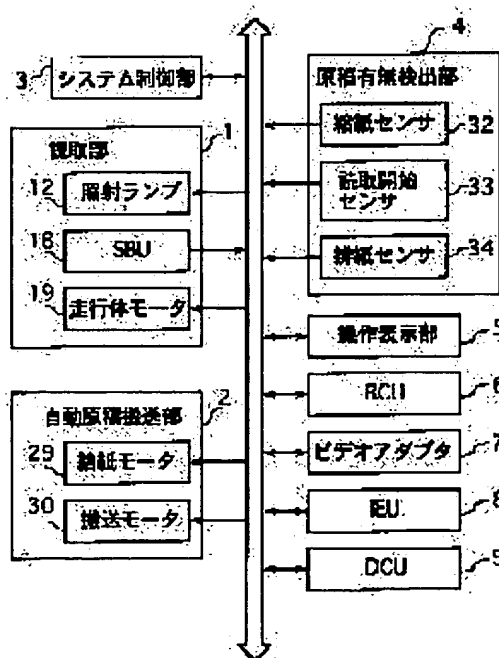 4
3
システム制御部
原稿有無検出部
1
読取部
給紙センサ
32
12
照射ランプ
読取開始
センサ
33
18
SBU
排紙センサ
34
19
走行体モータ
操作表示部
5
RCU
6
自動原稿搬送部
2
ビデオアダプタ
7
29
給紙モータ
IEU
8
30
搬送モータ
DCU
9